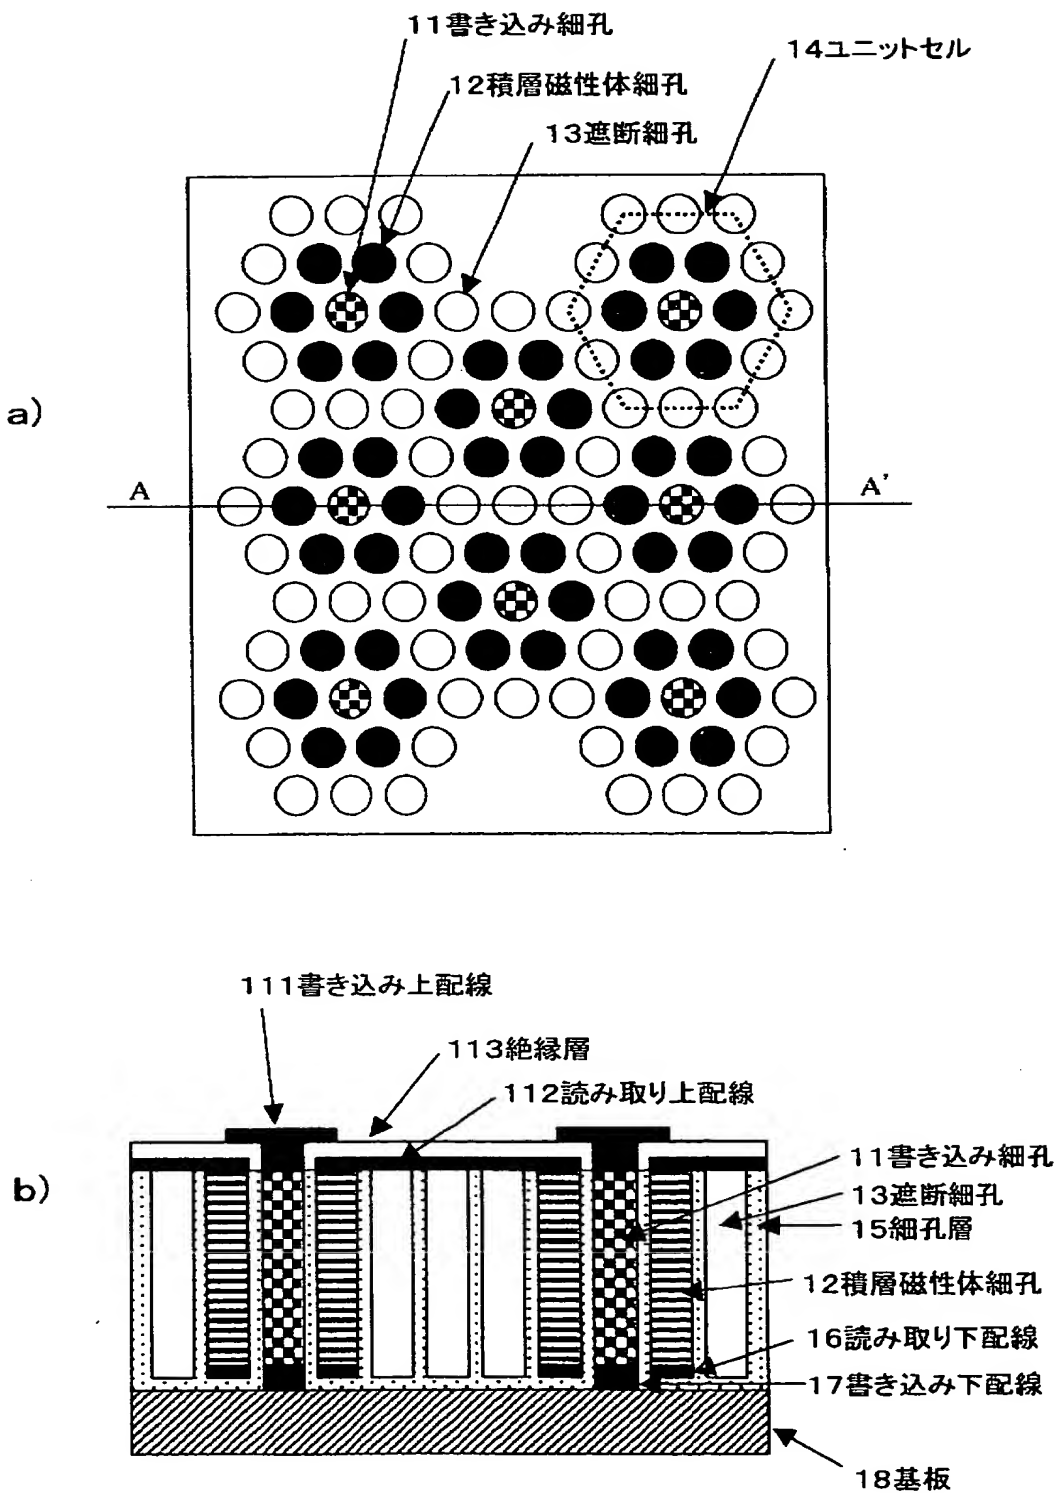 11書き込み細孔
14ユニットセル
12積層磁性体細孔
13遮断細孔
a)
A
A'
111書き込み上配線
113絶縁層
112読み取り上配線
b)
11書き込み細孔
13遮断細孔
15細孔層
12積層磁性体細孔
16読み取り下配線
17書き込み下配線
18基板